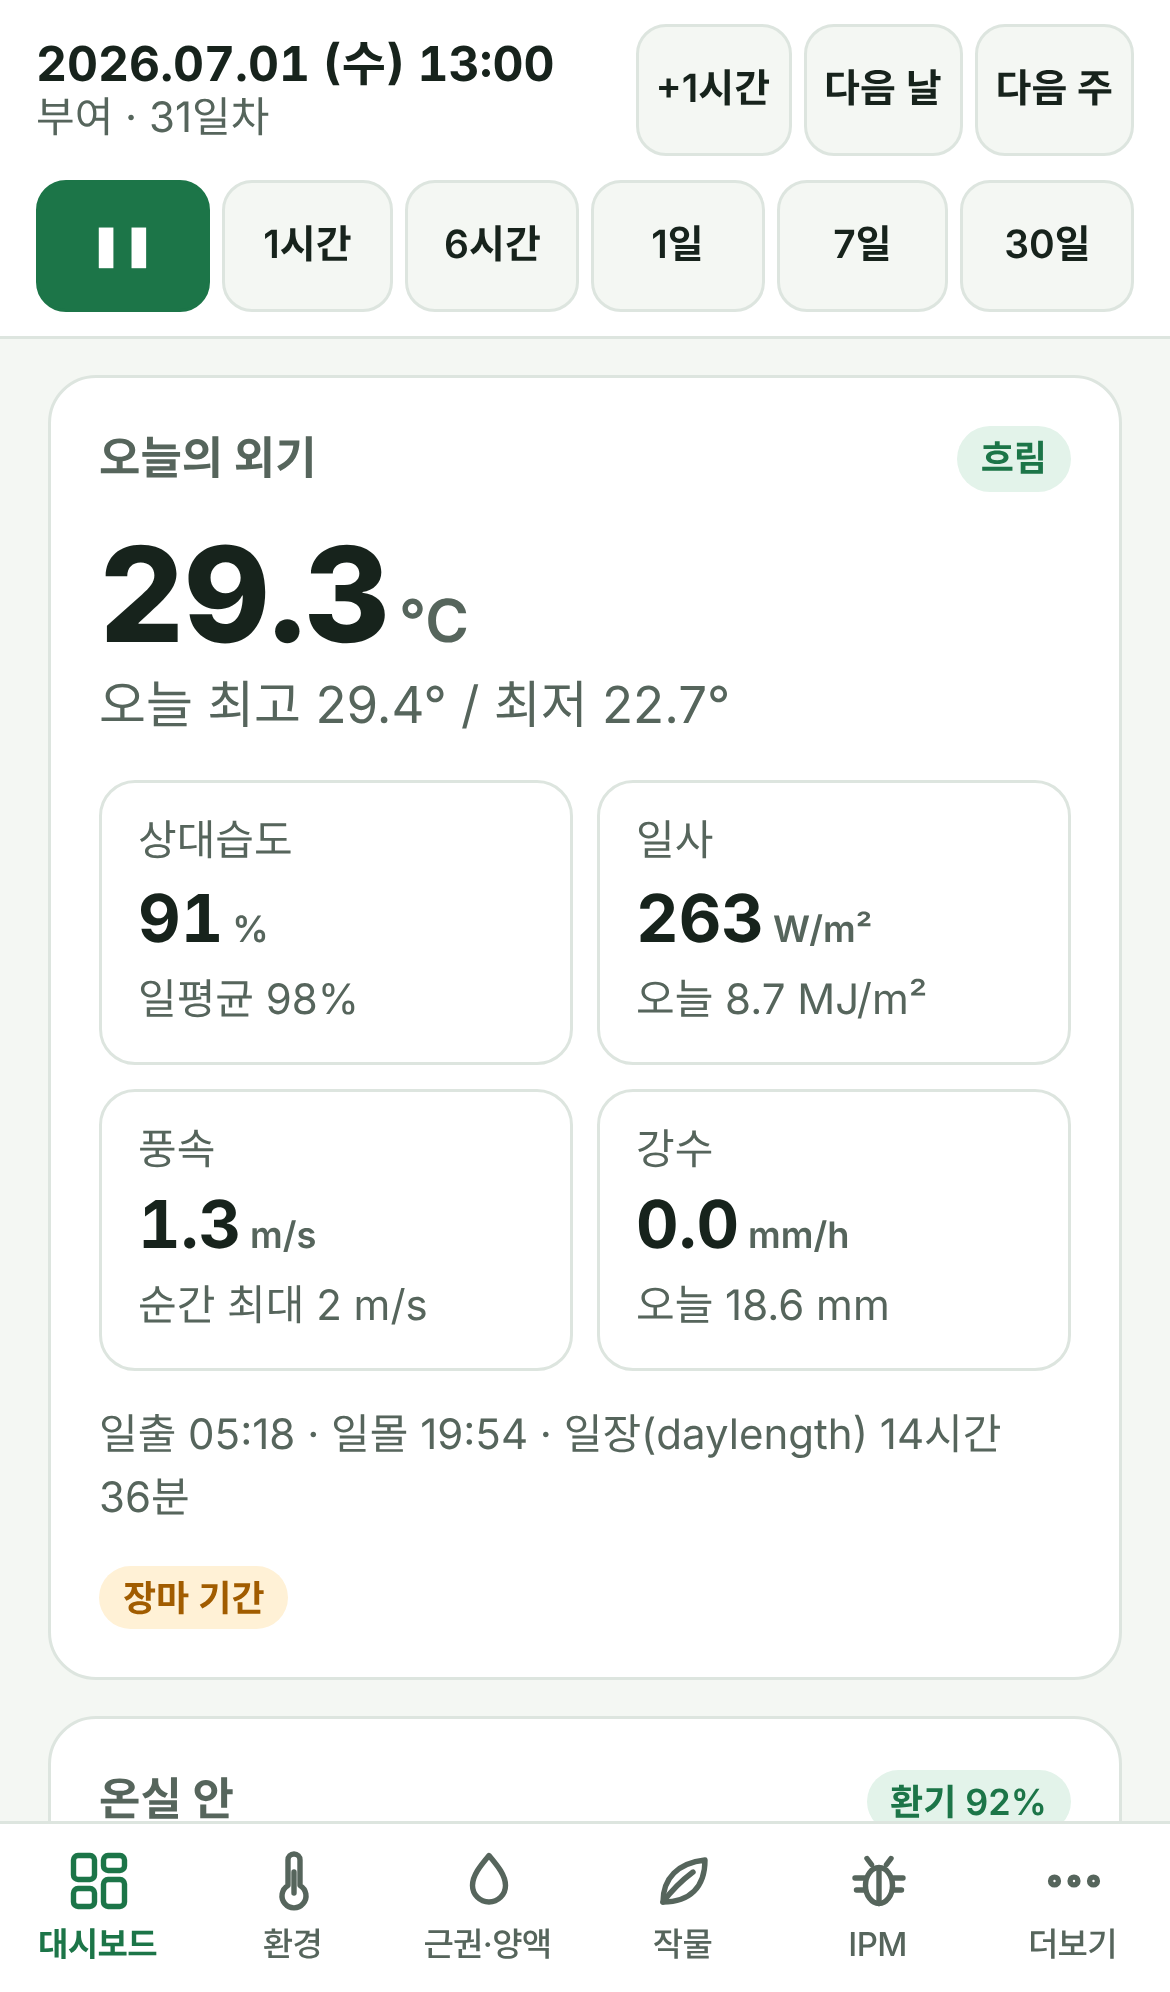 2026.07.01 (수) 13:00
부여 · 31일차
+1시간
다음 날
다음 주
1시간
6시간
1일
7일
30일
오늘의 외기
흐림
29.3 °C
오늘 최고 29.4° / 최저 22.7°
상대습도
91 %
일평균 98%
일사
263 W/m²
오늘 8.7 MJ/m²
풍속
1.3 m/s
순간 최대 2 m/s
강수
0.0 mm/h
오늘 18.6 mm
일출 05:18 · 일몰 19:54 · 일장(daylength) 14시간
36분
장마 기간
온실 안
환기 92%
대시보드
환경
근권·양액
작물
IPM
더보기